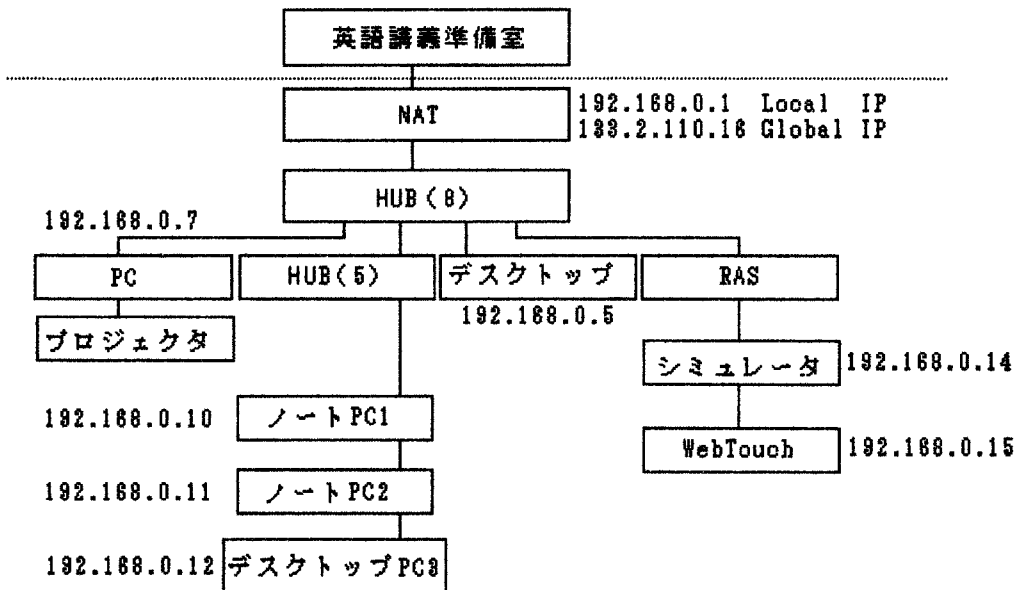 英語講義準備室
NAT
192.168.0.1 Local IP
133.2.110.16 Global IP
HUB(8)
192.168.0.7
PC
HUB(5)
デスクトップ
RAS
192.168.0.5
プロジェクタ
シミュレータ
192.168.0.14
192.168.0.10
ノートPC1
WebTouch
192.168.0.15
192.168.0.11
ノートPC2
192.168.0.12
デスクトップPC3